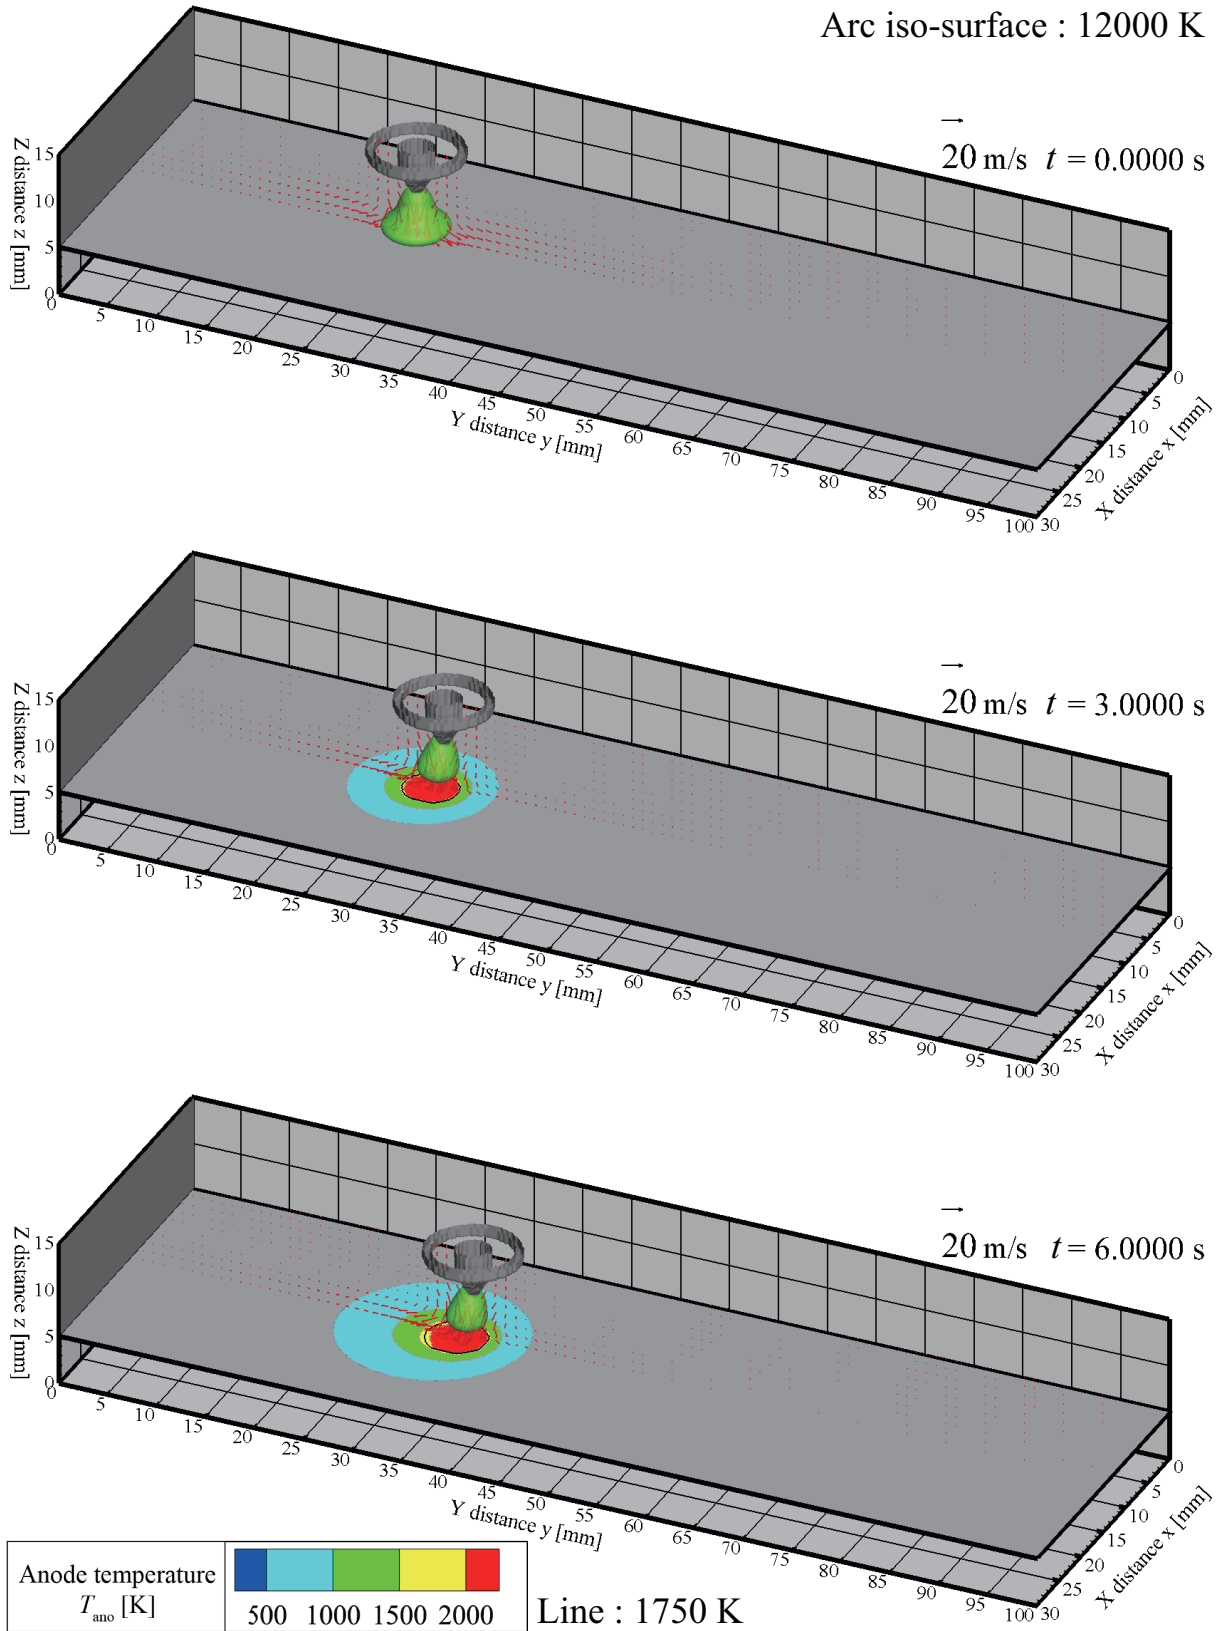 Arc iso-surface : 12000 K
20 m/s t = 0.0000 s
Z distance z [mm]
15
10
5
0
0 5 10 15 20 25 30 35 40 45 50 55 60 65 70 75 80 85 90 95 100
Y distance y [mm]
0 5 10 15 20 25 30
X distance x [mm]
20 m/s t = 3.0000 s
Z distance z [mm]
15
10
5
0
0 5 10 15 20 25 30 35 40 45 50 55 60 65 70 75 80 85 90 95 100
Y distance y [mm]
0 5 10 15 20 25 30
X distance x [mm]
20 m/s t = 6.0000 s
Z distance z [mm]
15
10
5
0
0 5 10 15 20 25 30 35 40 45 50 55 60 65 70 75 80 85 90 95 100
Y distance y [mm]
0 5 10 15 20 25 30
X distance x [mm]
Anode temperature
T_ano [K]
500 1000 1500 2000
Line : 1750 K